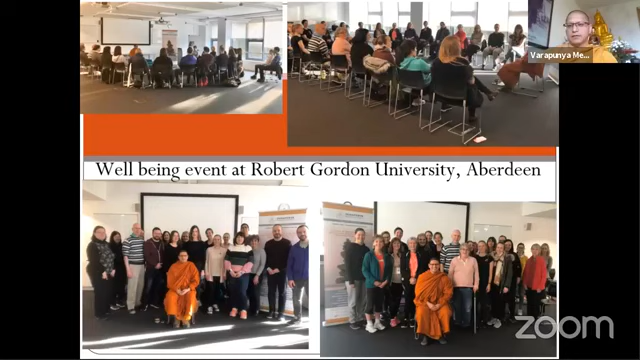 Varapunya Me...
Well being event at Robert Gordon University, Aberdeen
zoom